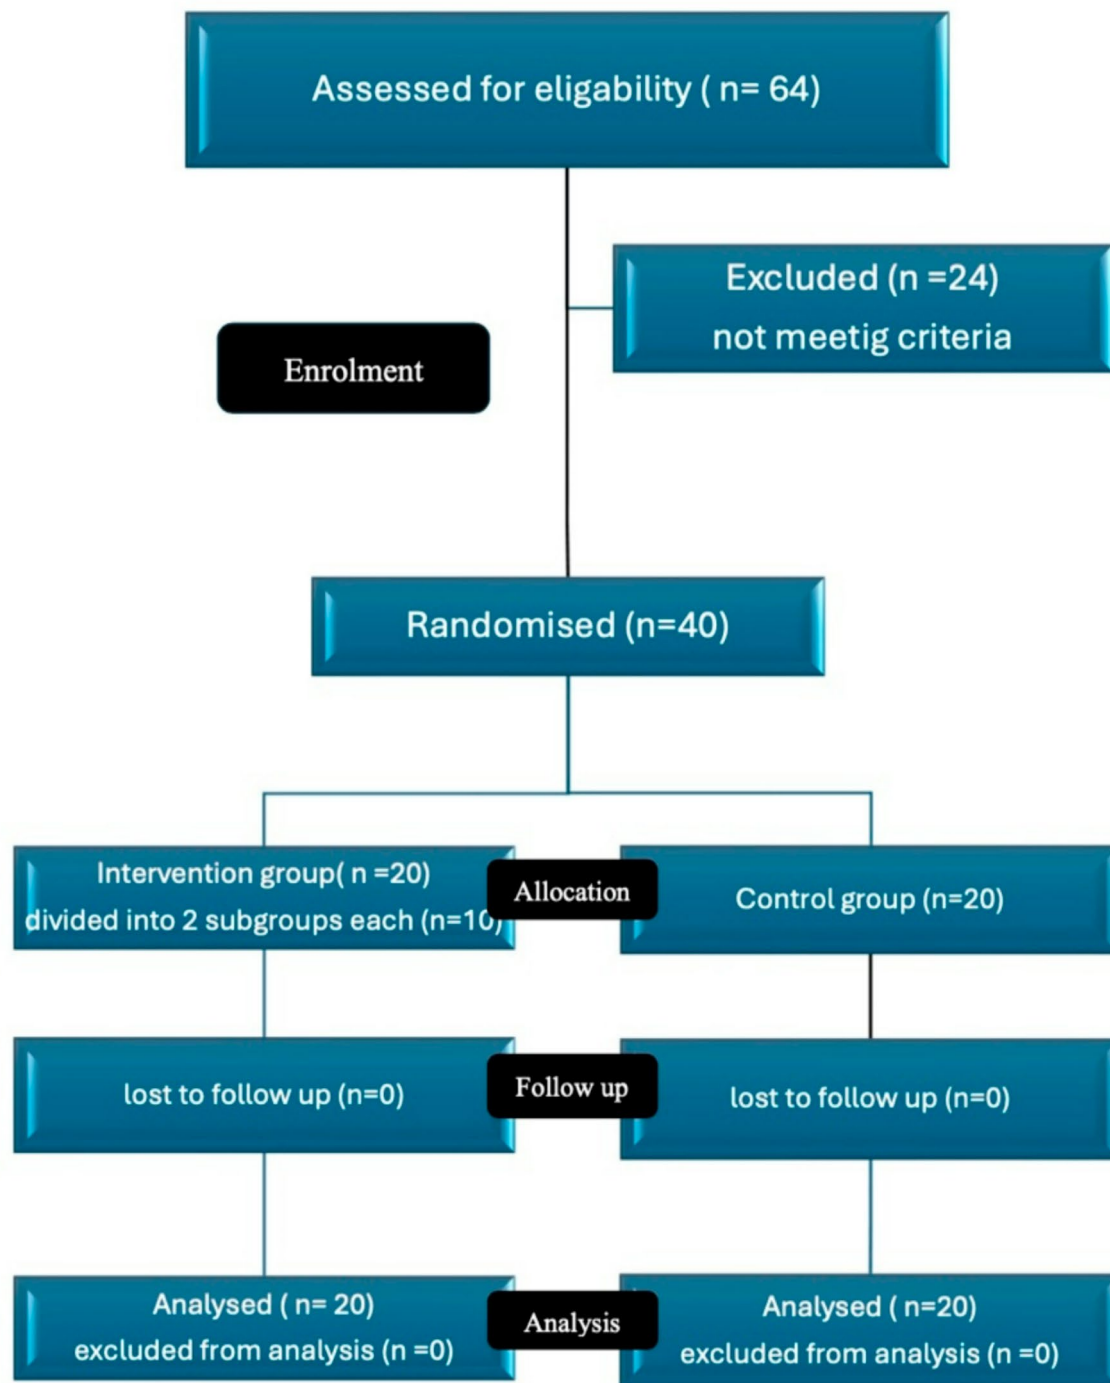 Assessed for eligability ( n= 64)
Excluded (n =24)
not meetig criteria
Enrolment
Randomised (n=40)
Intervention group( n =20)
divided into 2 subgroups each (n=10)
Allocation
Control group (n=20)
lost to follow up (n=0)
Follow up
lost to follow up (n=0)
Analysed ( n= 20)
excluded from analysis (n =0)
Analysis
Analysed ( n=20)
excluded from analysis (n =0)